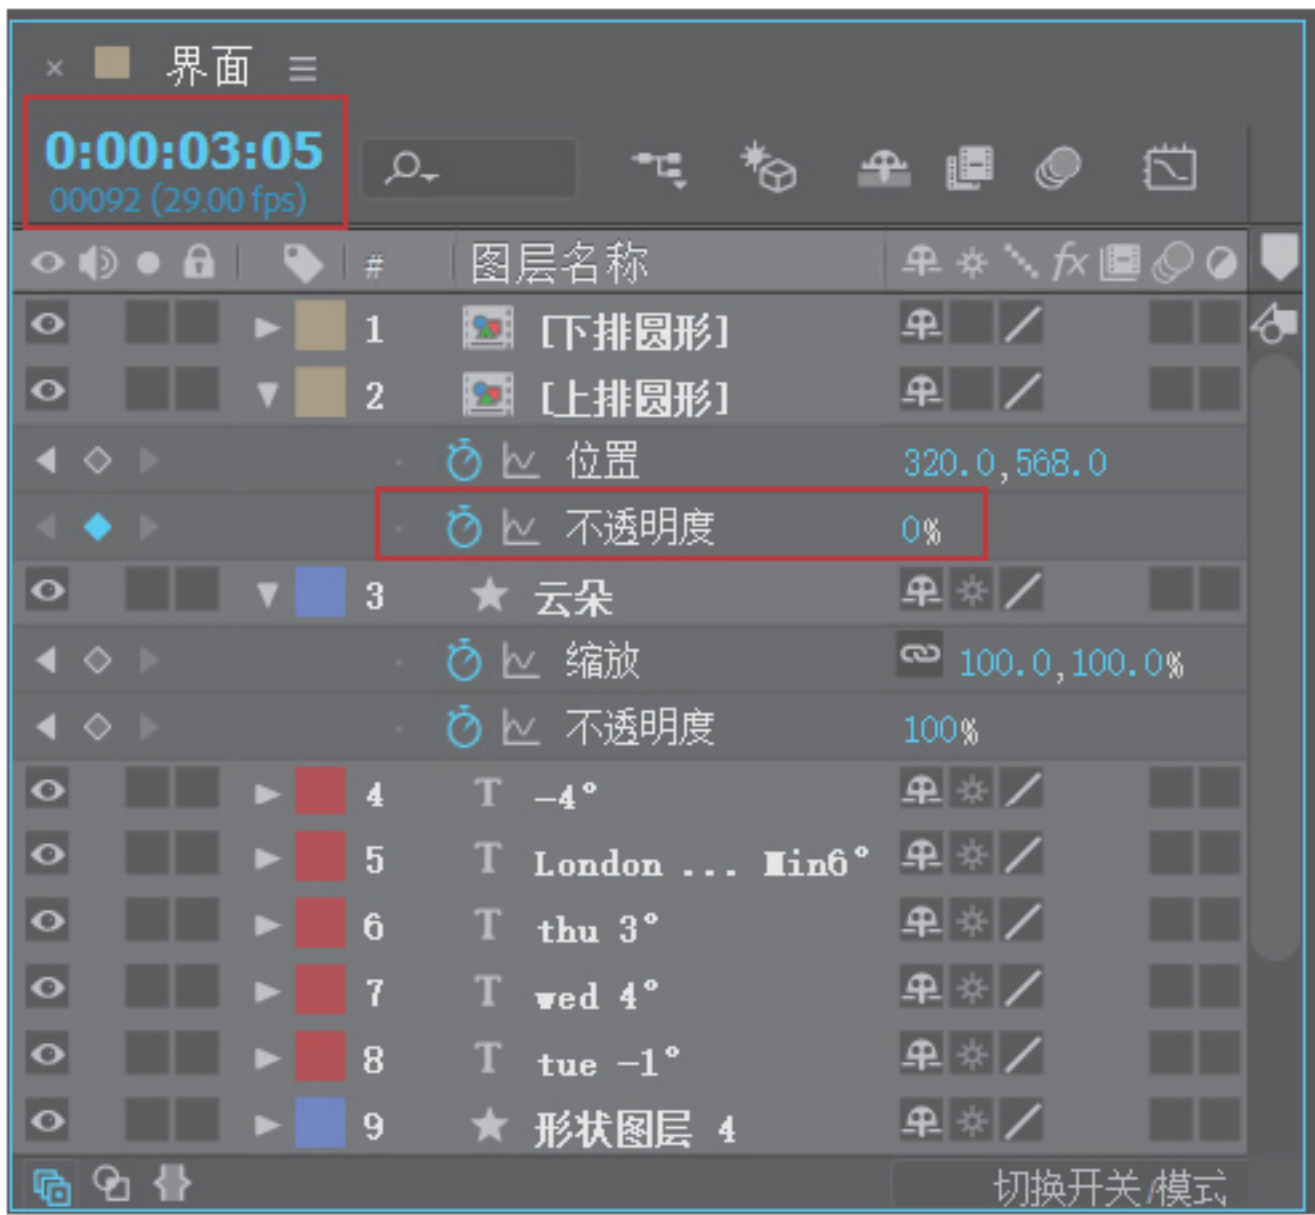 界面
0:00:03:05
00092 (29.00 fps)
# 图层名称 fx
1 [下排圆形]
2 [上排圆形]
位置 320.0,568.0
不透明度 0%
3 云朵
缩放 100.0,100.0%
不透明度 100%
4 T -4°
5 T London ... Min6°
6 T thu 3°
7 T wed 4°
8 T tue -1°
9 形状图层 4
切换开关/模式